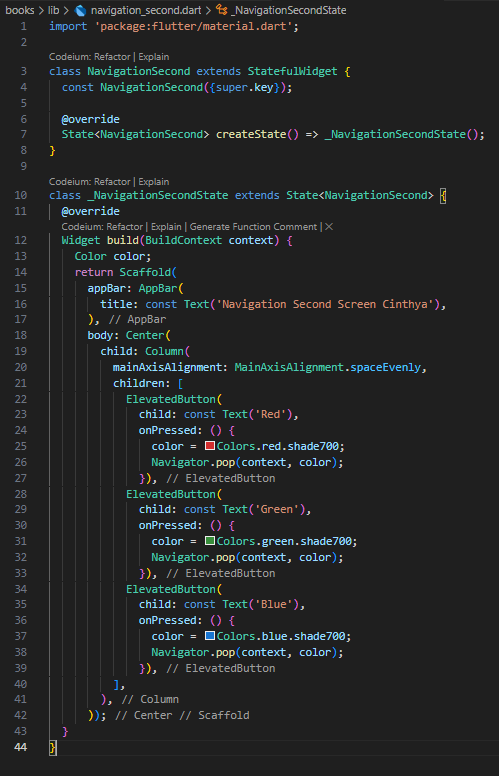 books > lib > navigation_second.dart > _NavigationSecondState
1 import 'package:flutter/material.dart';
2
Codeium: Refactor | Explain
3 class NavigationSecond extends StatefulWidget {
4   const NavigationSecond({super.key});
5
6   @override
7   State<NavigationSecond> createState() => _NavigationSecondState();
8 }
9
Codeium: Refactor | Explain
10 class _NavigationSecondState extends State<NavigationSecond> {
11   @override
Codeium: Refactor | Explain | Generate Function Comment | X
12   Widget build(BuildContext context) {
13     Color color;
14     return Scaffold(
15       appBar: AppBar(
16         title: const Text('Navigation Second Screen Cinthya'),
17       ), // AppBar
18       body: Center(
19         child: Column(
20           mainAxisAlignment: MainAxisAlignment.spaceEvenly,
21           children: [
22             ElevatedButton(
23               child: const Text('Red'),
24               onPressed: () {
25                 color = Colors.red.shade700;
26                 Navigator.pop(context, color);
27               }), // ElevatedButton
28             ElevatedButton(
29               child: const Text('Green'),
30               onPressed: () {
31                 color = Colors.green.shade700;
32                 Navigator.pop(context, color);
33               }), // ElevatedButton
34             ElevatedButton(
35               child: const Text('Blue'),
36               onPressed: () {
37                 color = Colors.blue.shade700;
38                 Navigator.pop(context, color);
39               }), // ElevatedButton
40           ],
41         ), // Column
42       )); // Center // Scaffold
43   }
44 }